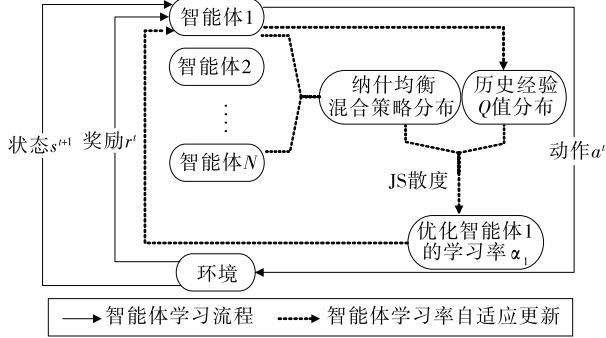 智能体1
智能体2
⋮
智能体N
纳什均衡
混合策略分布
历史经验
Q值分布
状态sᵗ⁺¹
奖励rᵗ
动作aᵗ
JS散度
优化智能体1
的学习率α₁
环境
智能体学习流程
智能体学习率自适应更新